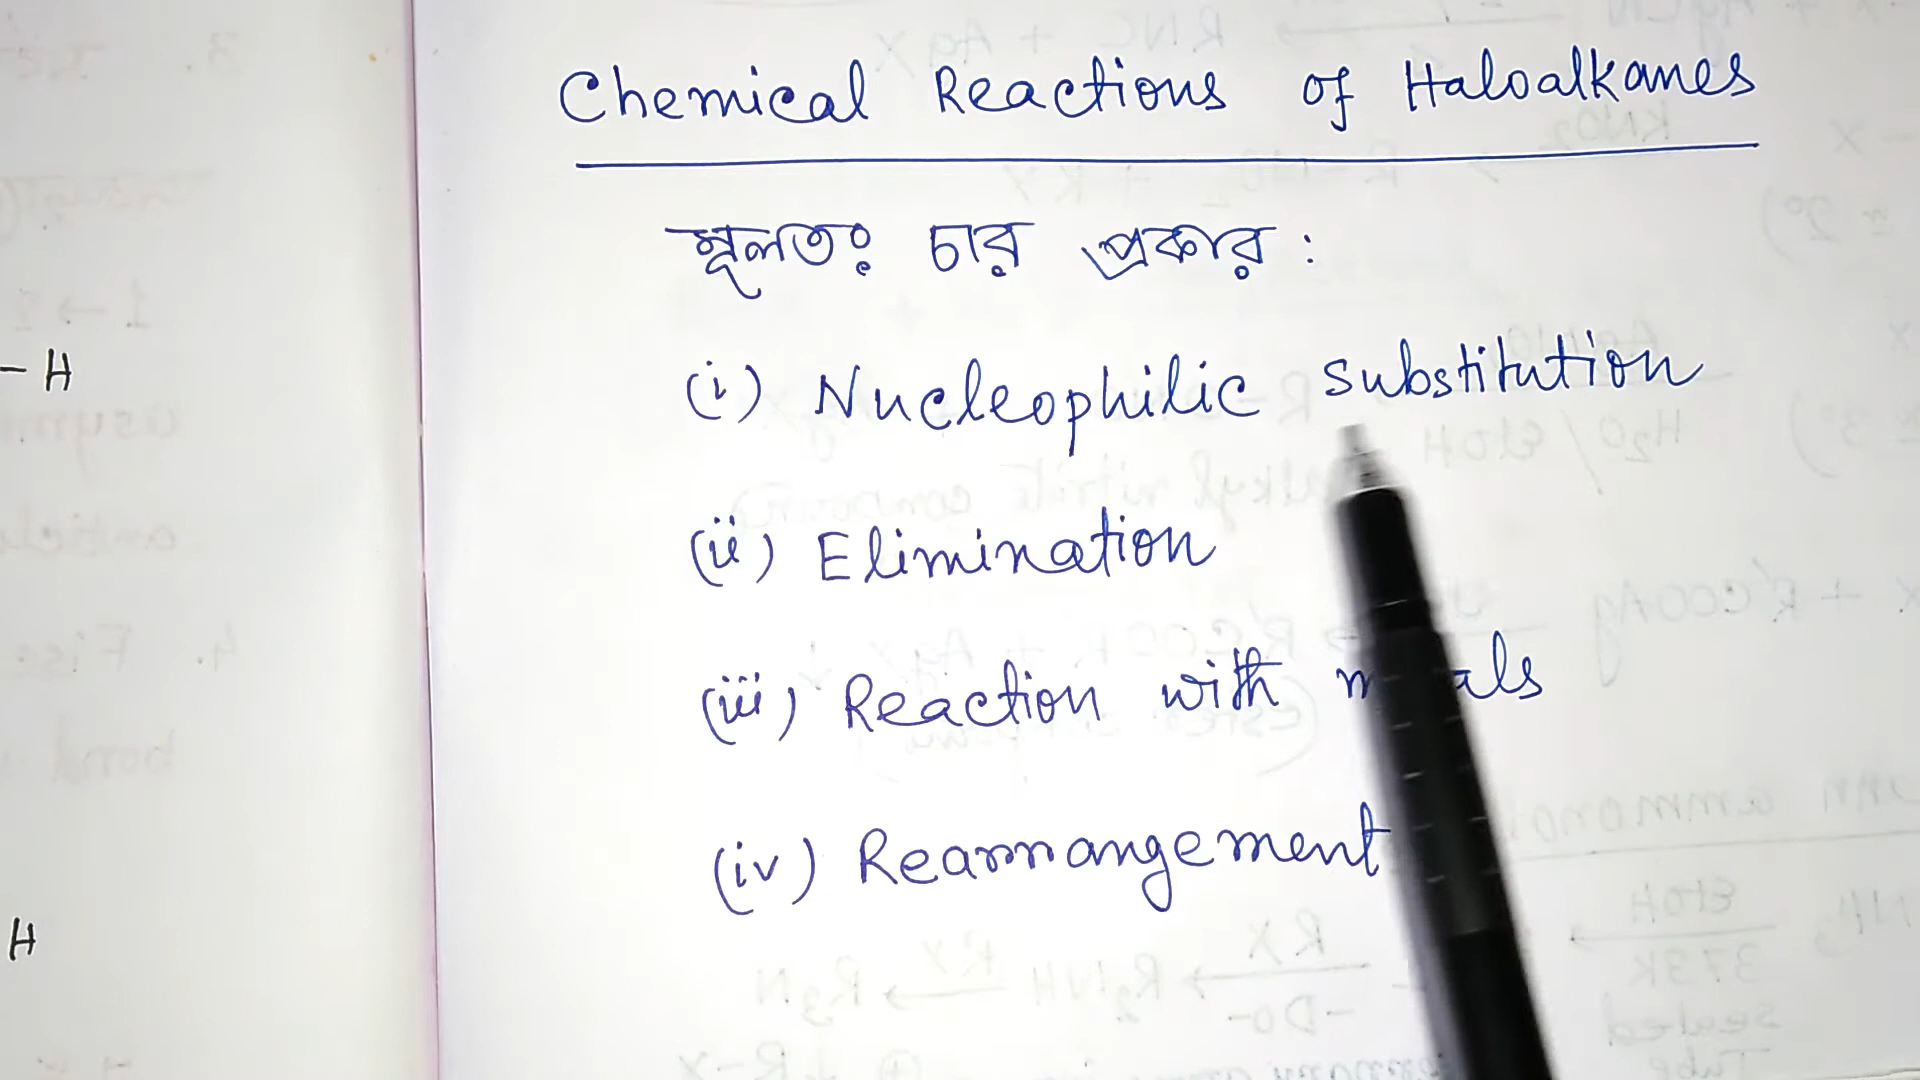 Chemical Reactions of Haloalkanes
মূলতঃ চার প্রকার :
(i) Nucleophilic substitution
(ii) Elimination
(iii) Reaction with
(iv) Rearrangement
- H
H